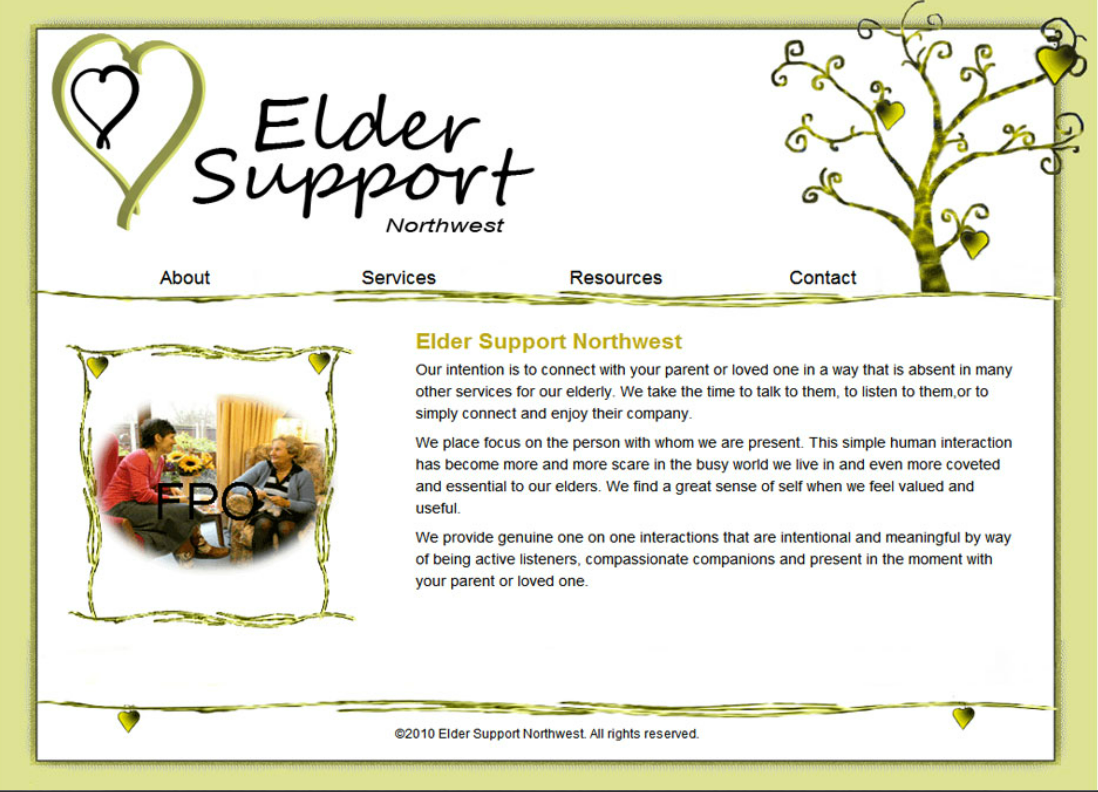 Elder
Support
Northwest
About Services Resources Contact
Elder Support Northwest
Our intention is to connect with your parent or loved one in a way that is absent in many
other services for our elderly. We take the time to talk to them, to listen to them,or to
simply connect and enjoy their company.
We place focus on the person with whom we are present. This simple human interaction
has become more and more scare in the busy world we live in and even more coveted
and essential to our elders. We find a great sense of self when we feel valued and
useful.
FPO
We provide genuine one on one interactions that are intentional and meaningful by way
of being active listeners, compassionate companions and present in the moment with
your parent or loved one.
©2010 Elder Support Northwest. All rights reserved.